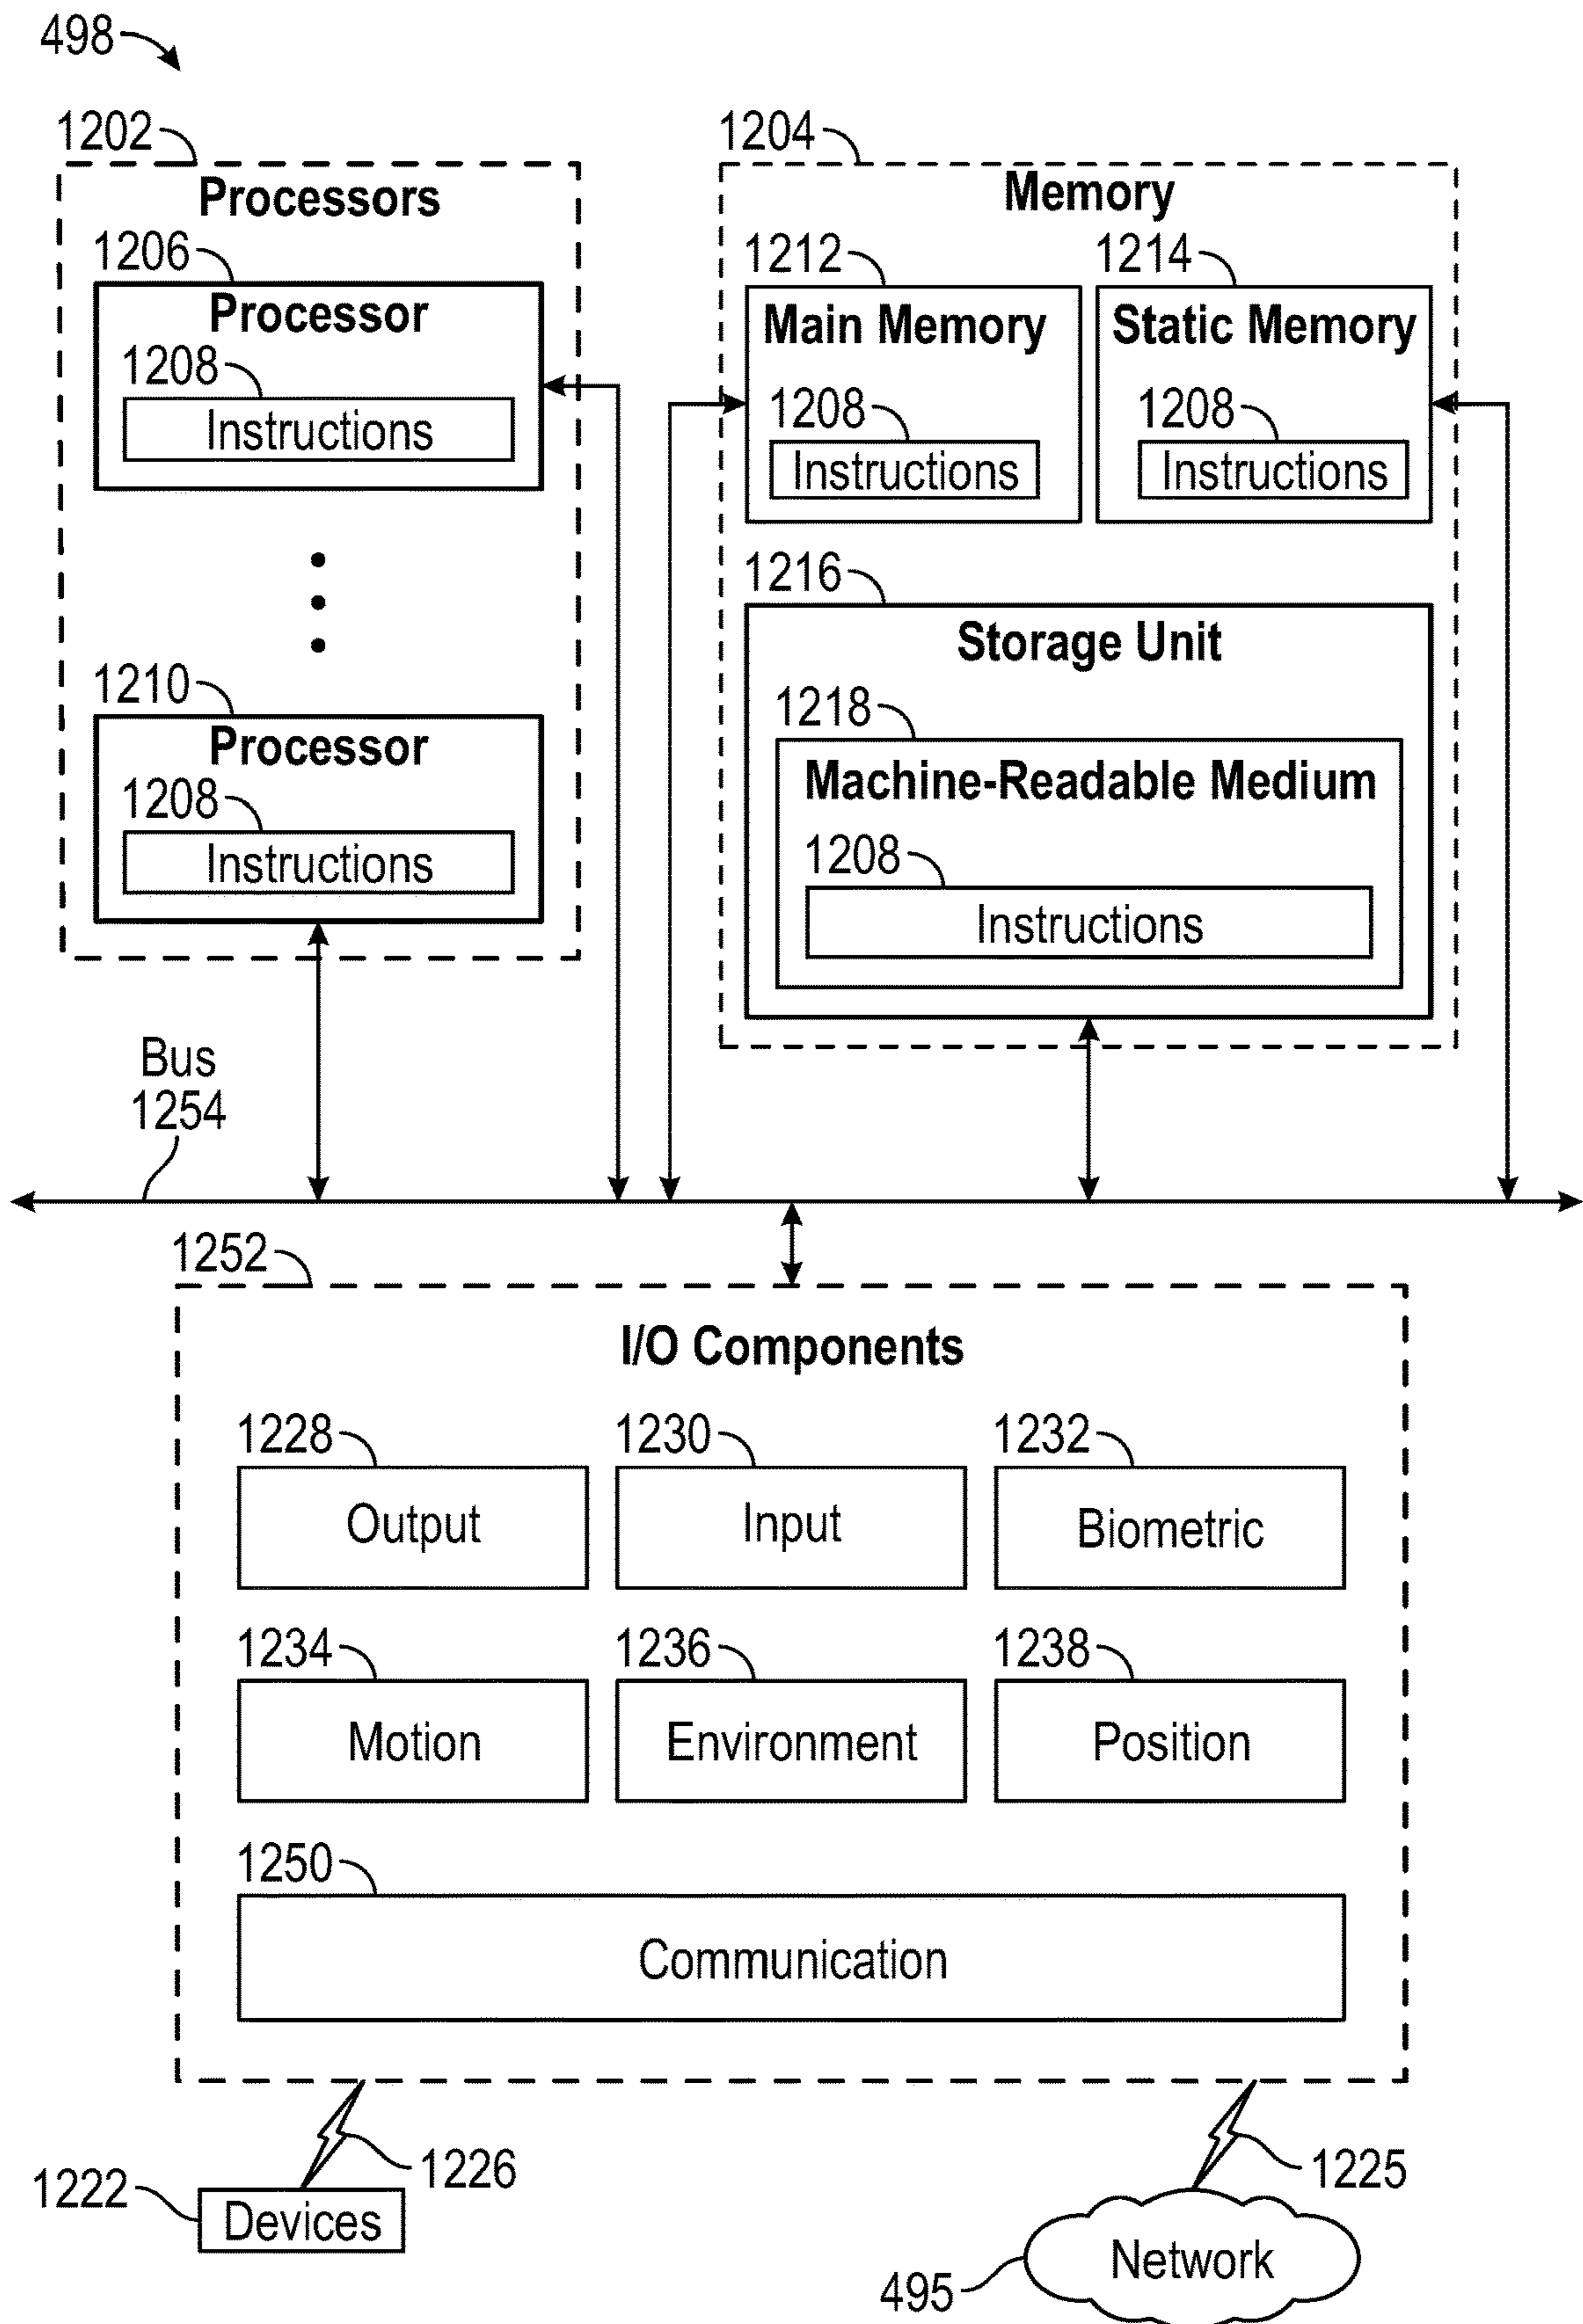 498
1202
Processors
1206
Processor
1208
Instructions
1210
Processor
1208
Instructions
1204
Memory
1212
Main Memory
1208
Instructions
1214
Static Memory
1208
Instructions
1216
Storage Unit
1218
Machine-Readable Medium
1208
Instructions
Bus
1254
1252
I/O Components
1228
Output
1230
Input
1232
Biometric
1234
Motion
1236
Environment
1238
Position
1250
Communication
1226
1222
Devices
1225
495
Network